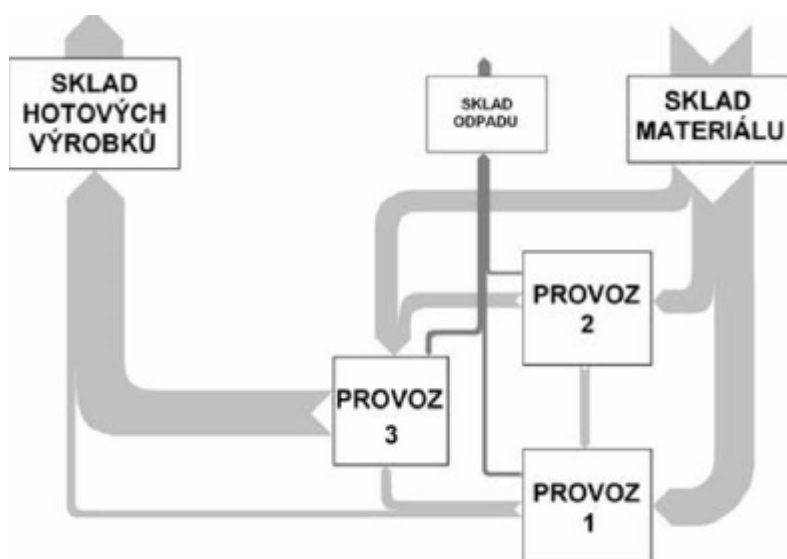 SKLAD
HOTOVÝCH
VÝROBKŮ
SKLAD
ODPADU
SKLAD
MATERIÁLU
PROVOZ
2
PROVOZ
3
PROVOZ
1